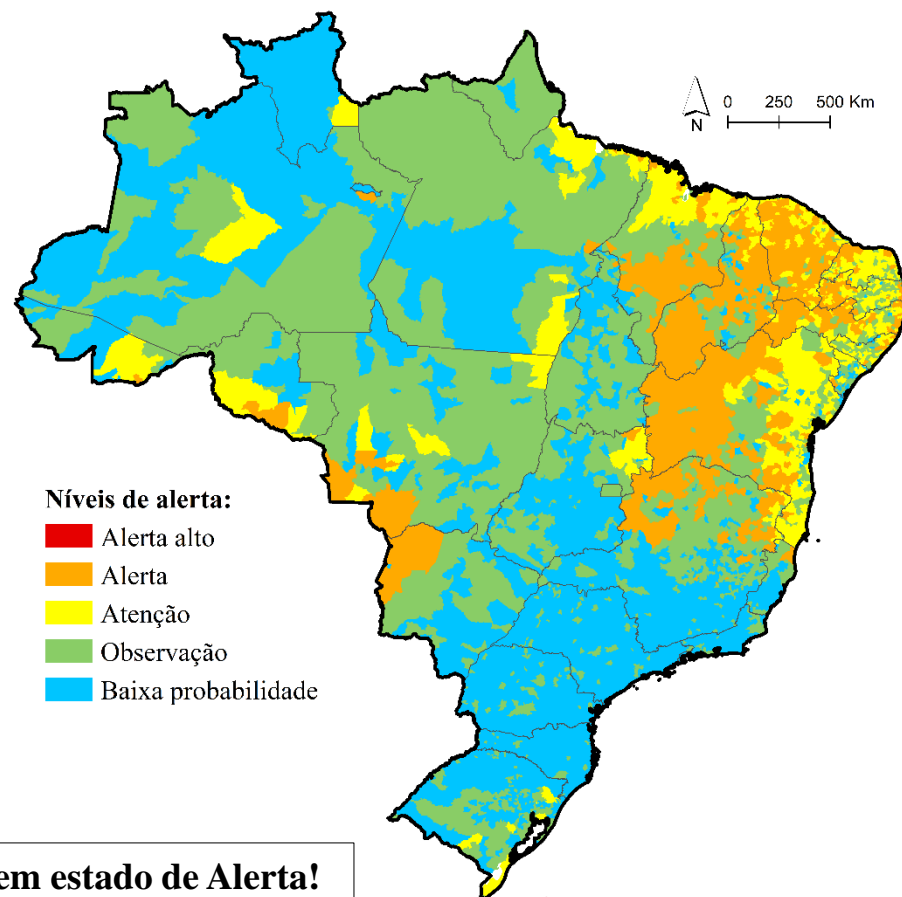 N
0 250 500 Km
Níveis de alerta:
Alerta alto
Alerta
Atenção
Observação
Baixa probabilidade
em estado de Alerta!